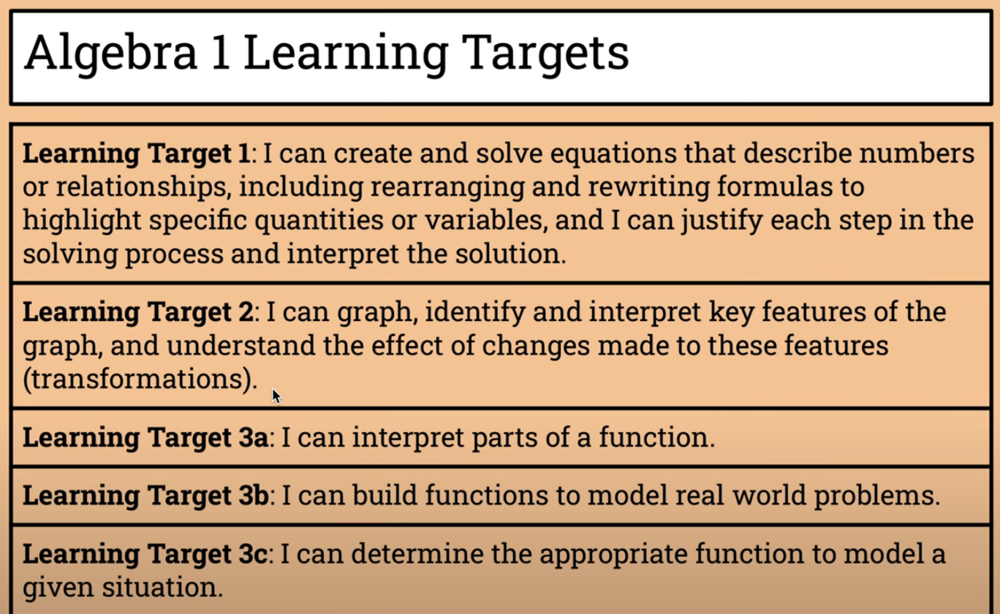 Algebra 1 Learning Targets
Learning Target 1: I can create and solve equations that describe numbers
or relationships, including rearranging and rewriting formulas to
highlight specific quantities or variables, and I can justify each step in the
solving process and interpret the solution.
Learning Target 2: I can graph, identify and interpret key features of the
graph, and understand the effect of changes made to these features
(transformations).
Learning Target 3a: I can interpret parts of a function.
Learning Target 3b: I can build functions to model real world problems.
Learning Target 3c: I can determine the appropriate function to model a
given situation.